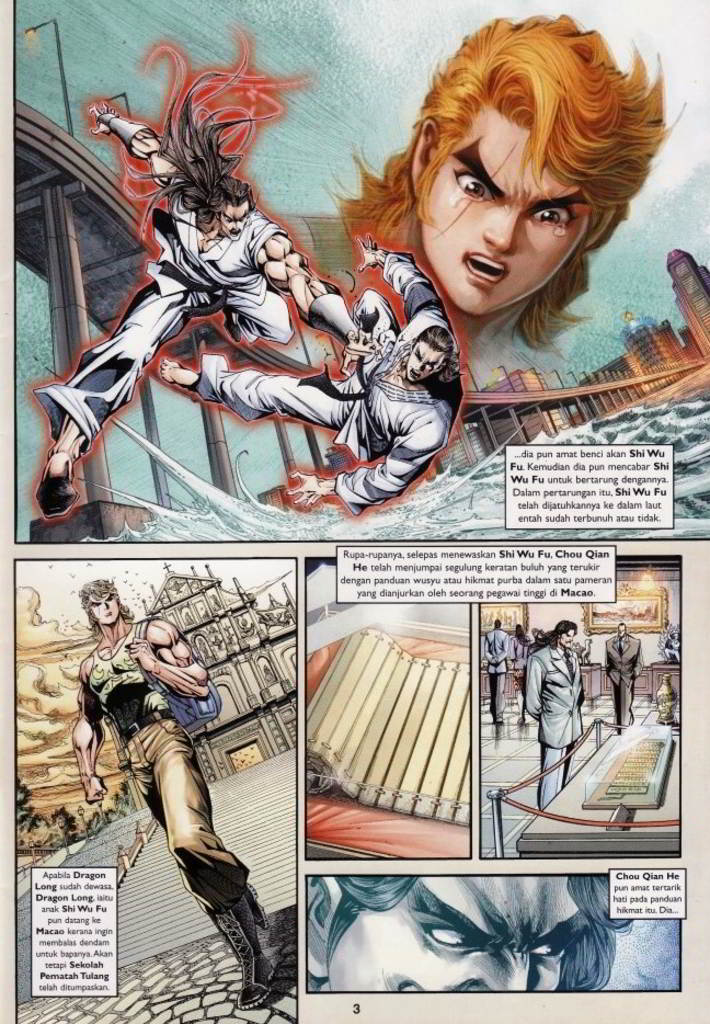 ...dia pun amat benci akan Shi Wu
Fu. Kemudian dia pun mencabar Shi
Wu Fu untuk bertarung dengannya.
Dalam pertarungan itu, Shi Wu Fu
telah dijatuhkannya ke dalam laut
entah sudah terbunuh atau tidak.
Rupa-rupanya, selepas menewaskan Shi Wu Fu, Chou Qian
He telah menjumpai segulung keratan buluh yang terukir
dengan panduan wusyu atau hikmat purba dalam satu pameran
yang dianjurkan oleh seorang pegawai tinggi di Macao.
Apabila Dragon
Long sudah dewasa,
Dragon Long, iaitu
anak Shi Wu Fu
pun datang ke
Macao kerana ingin
membalas dendam
untuk bapanya. Akan
tetapi Sekolah
Pematah Tulang
telah ditumpaskan.
Chou Qian He
pun amat tertarik
hati pada
hikmat itu. Dia...
3